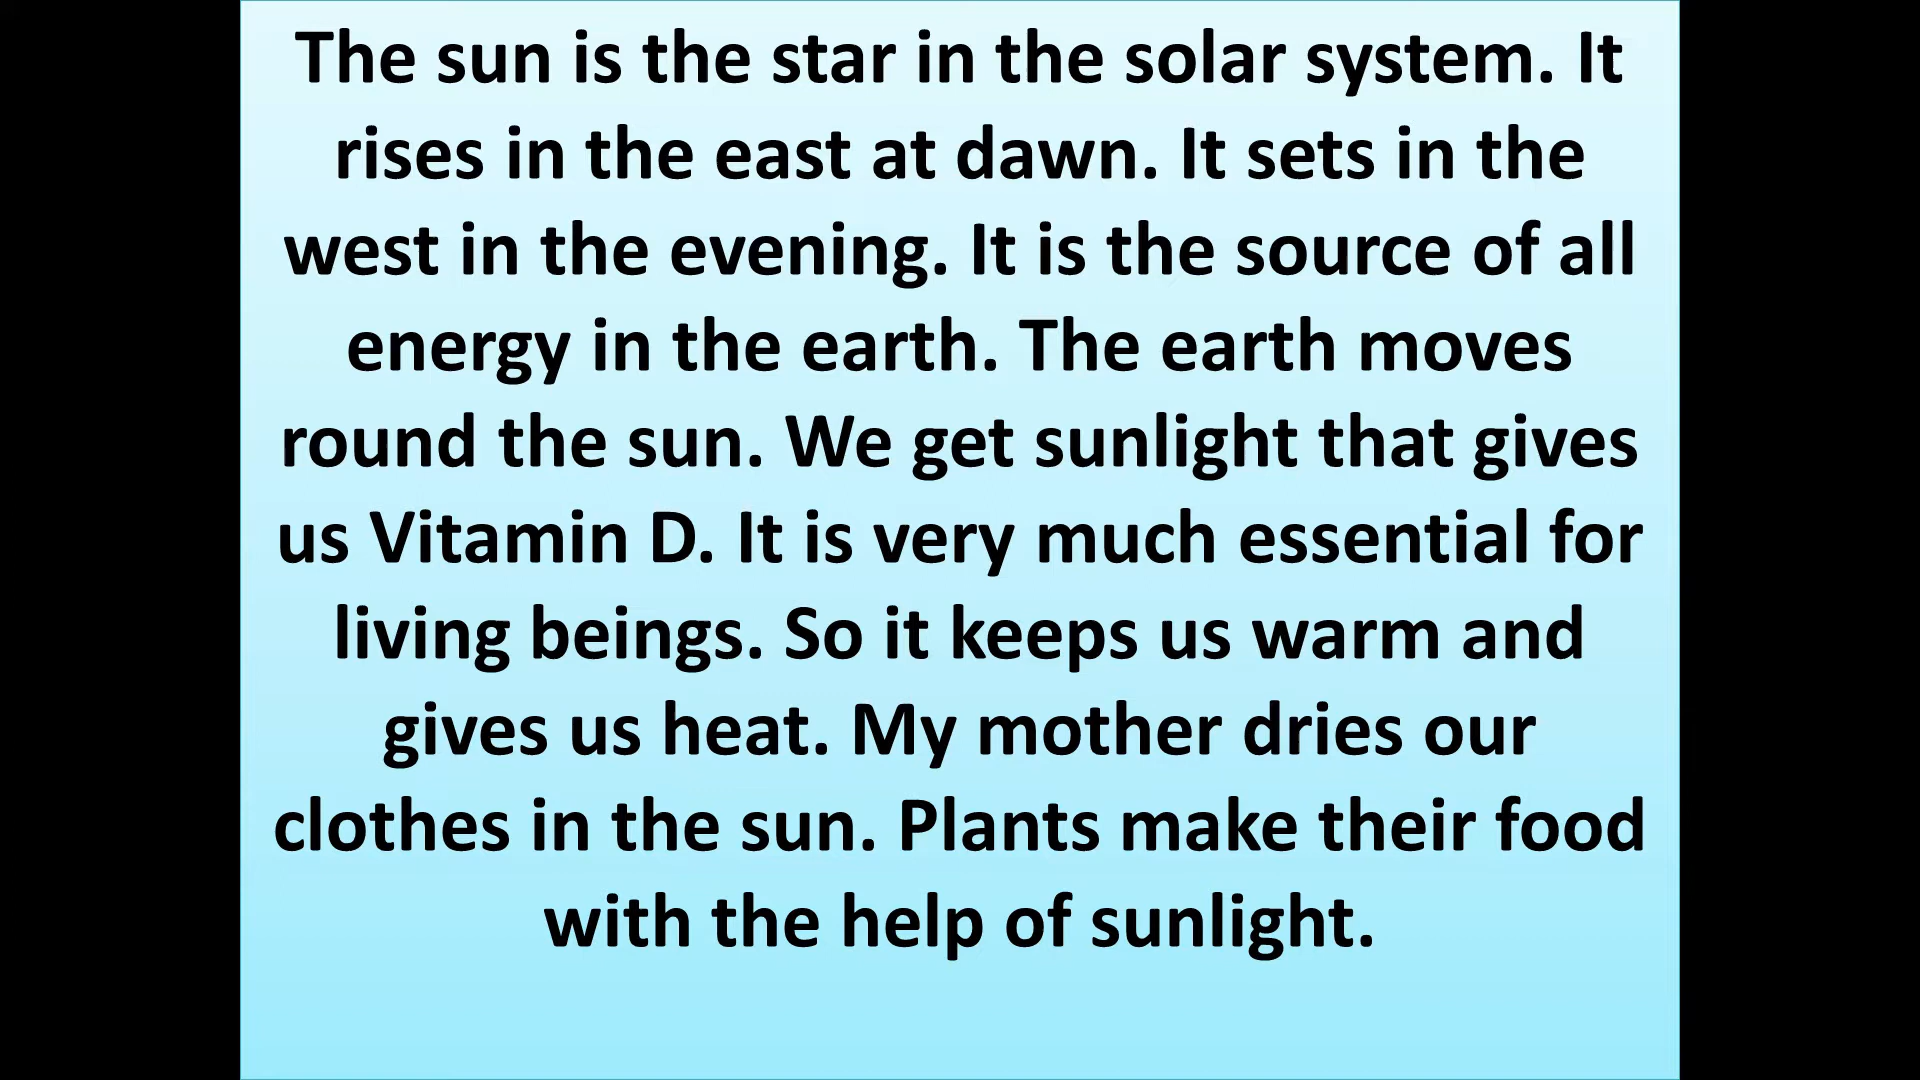 The sun is the star in the solar system. It
rises in the east at dawn. It sets in the
west in the evening. It is the source of all
energy in the earth. The earth moves
round the sun. We get sunlight that gives
us Vitamin D. It is very much essential for
living beings. So it keeps us warm and
gives us heat. My mother dries our
clothes in the sun. Plants make their food
with the help of sunlight.